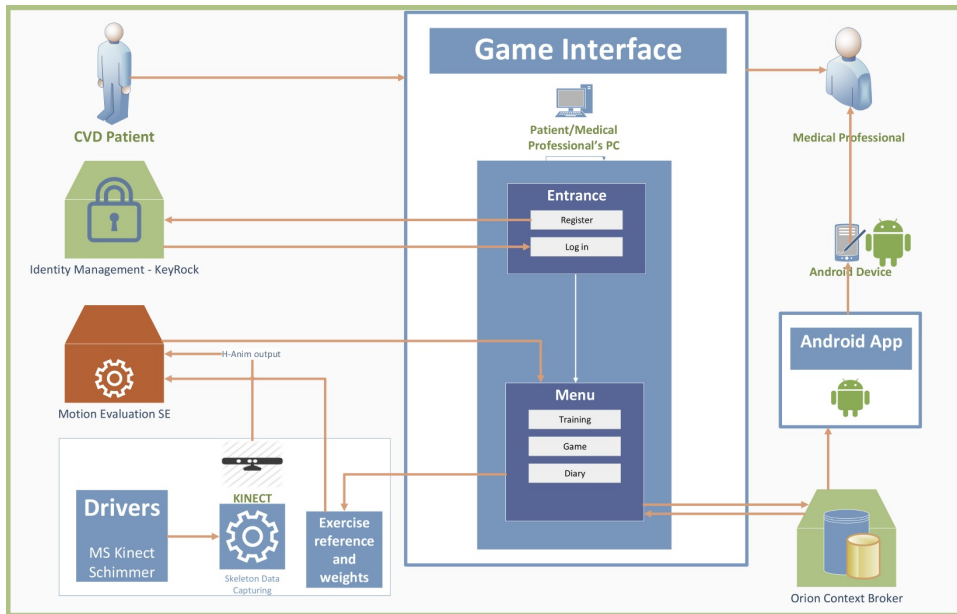 Game Interface
CVD Patient
Patient/Medical
Professional's PC
Medical Professional
Entrance
Register
Log in
Identity Management - KeyRock
Android Device
H-Anim output
Motion Evaluation SE
Android App
Menu
Training
Game
Diary
KINECT
Drivers
MS Kinect
Schimmer
Skeleton Data
Capturing
Exercise
reference
and
weights
Orion Context Broker